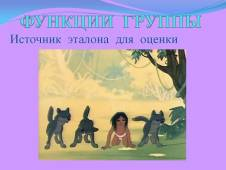 ФУНКЦИИ ГРУППЫ
Источник эталона для оценки